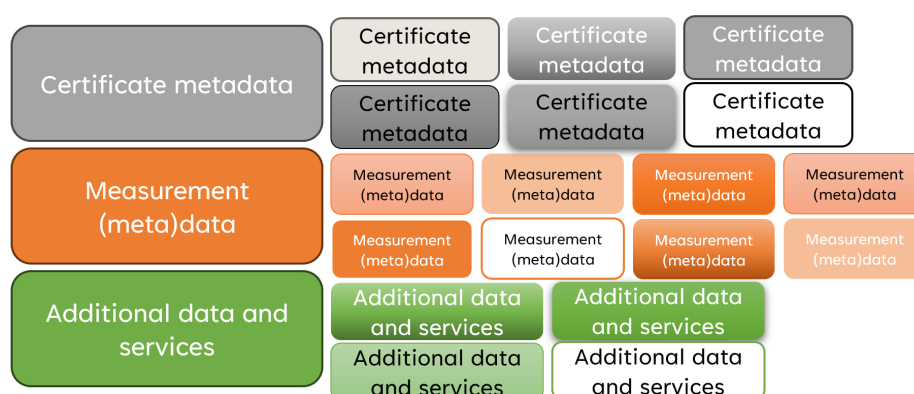 Certificate metadata
Certificate
metadata
Certificate
metadata
Certificate
metadata
Certificate
metadata
Certificate
metadata
Certificate
metadata
Measurement
(meta)data
Measurement
(meta)data
Measurement
(meta)data
Measurement
(meta)data
Measurement
(meta)data
Measurement
(meta)data
Measurement
(meta)data
Measurement
(meta)data
Measurement
(meta)data
Additional data and
services
Additional data
and services
Additional data
and services
Additional data
and services
Additional data
and services